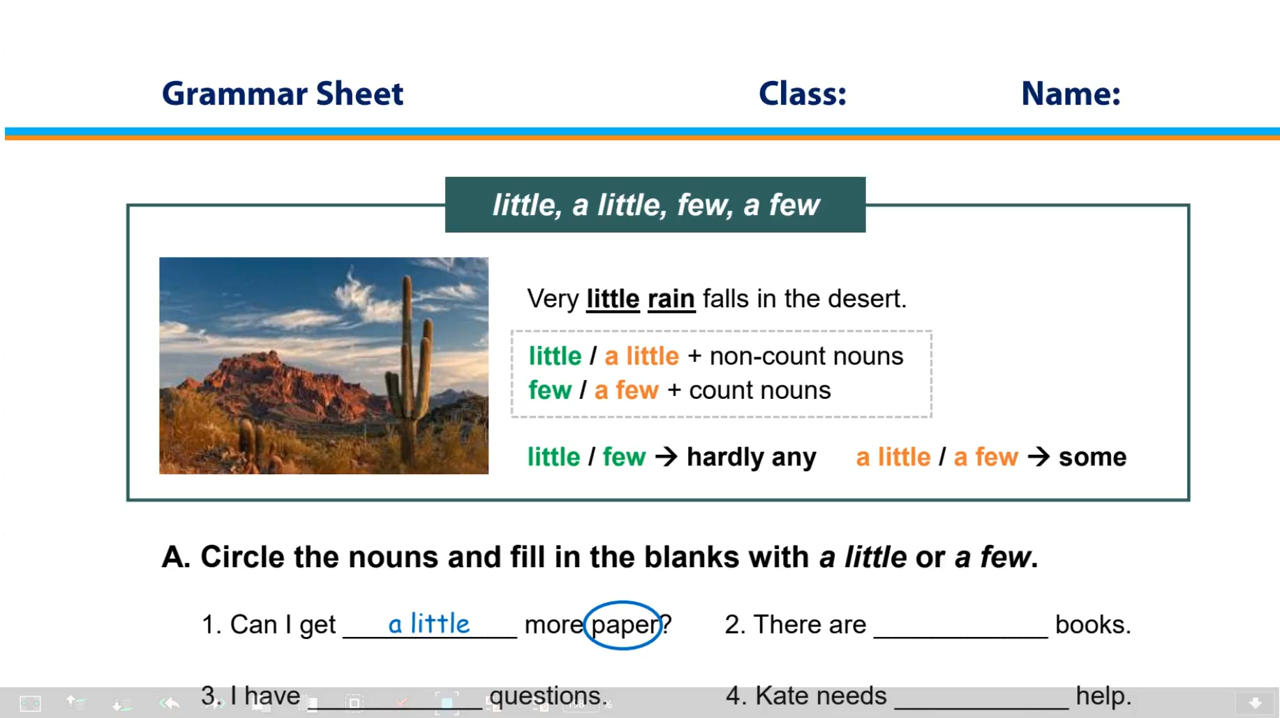 Grammar Sheet Class: Name:
little, a little, few, a few
Very little rain falls in the desert.
little / a little + non-count nouns
few / a few + count nouns
little / few → hardly any a little / a few → some
A. Circle the nouns and fill in the blanks with a little or a few.
1. Can I get a little more paper? 2. There are ____________ books.
3. I have ____________ questions. 4. Kate needs ____________ help.